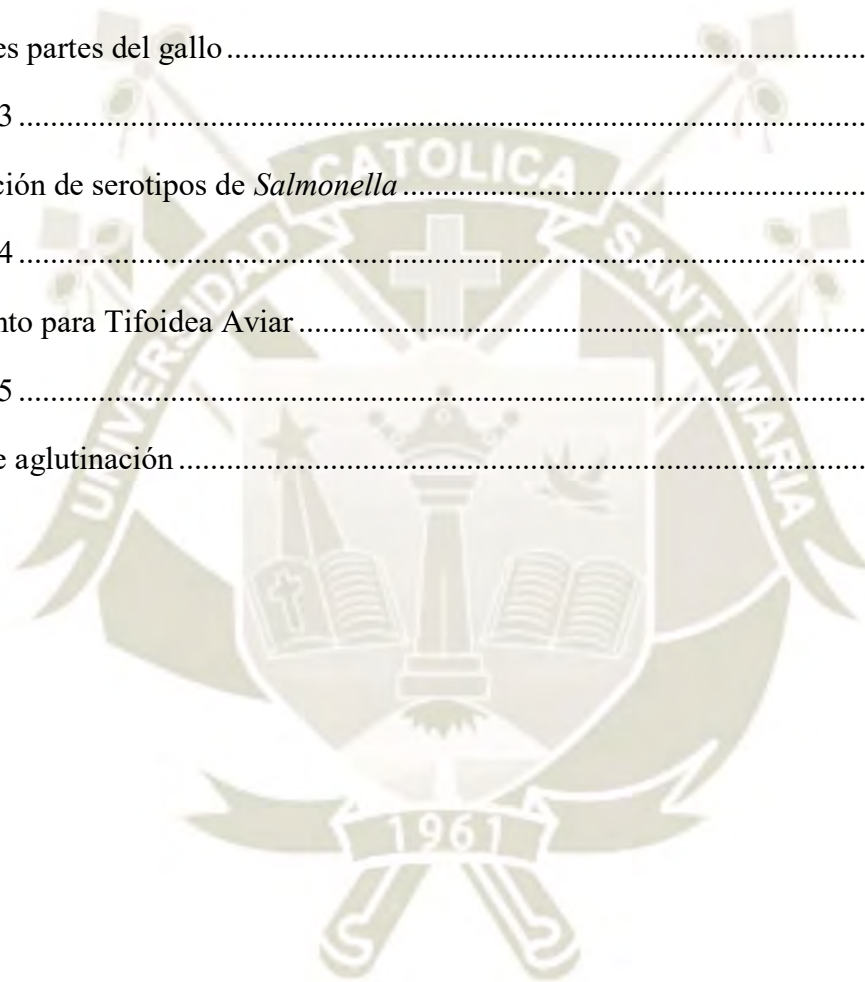 es partes del gallo ....................................................................................
3 ....................................................................................
ción de serotipos de Salmonella ............................................................
4 ....................................................................................
nto para Tifoidea Aviar ..........................................................................
5 ....................................................................................
e aglutinación ..........................................................................................
UNIVERSIDAD CATOLICA SANTA MARIA
1961